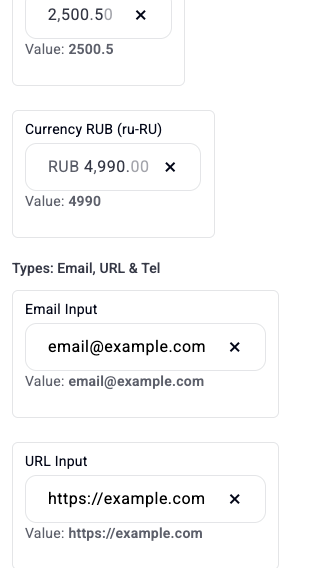 2,500.50 ×
Value: 2500.5
Currency RUB (ru-RU)
RUB 4,990.00 ×
Value: 4990
Types: Email, URL & Tel
Email Input
email@example.com ×
Value: email@example.com
URL Input
https://example.com ×
Value: https://example.com